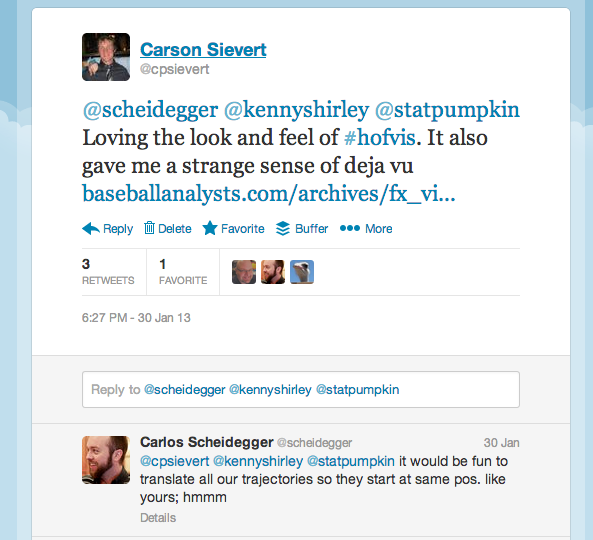 Carson Sievert
@cpsievert
@scheidegger @kennyshirley @statpumpkin
Loving the look and feel of #hofvis. It also
gave me a strange sense of deja vu
baseballanalysts.com/archives/fx_vi...
Reply Delete Favorite Buffer More
3 1
RETWEETS FAVORITE
6:27 PM - 30 Jan 13
Reply to @scheidegger @kennyshirley @statpumpkin
Carlos Scheidegger @scheidegger 30 Jan
@cpsievert @kennyshirley @statpumpkin it would be fun to
translate all our trajectories so they start at same pos. like
yours; hmmm
Details